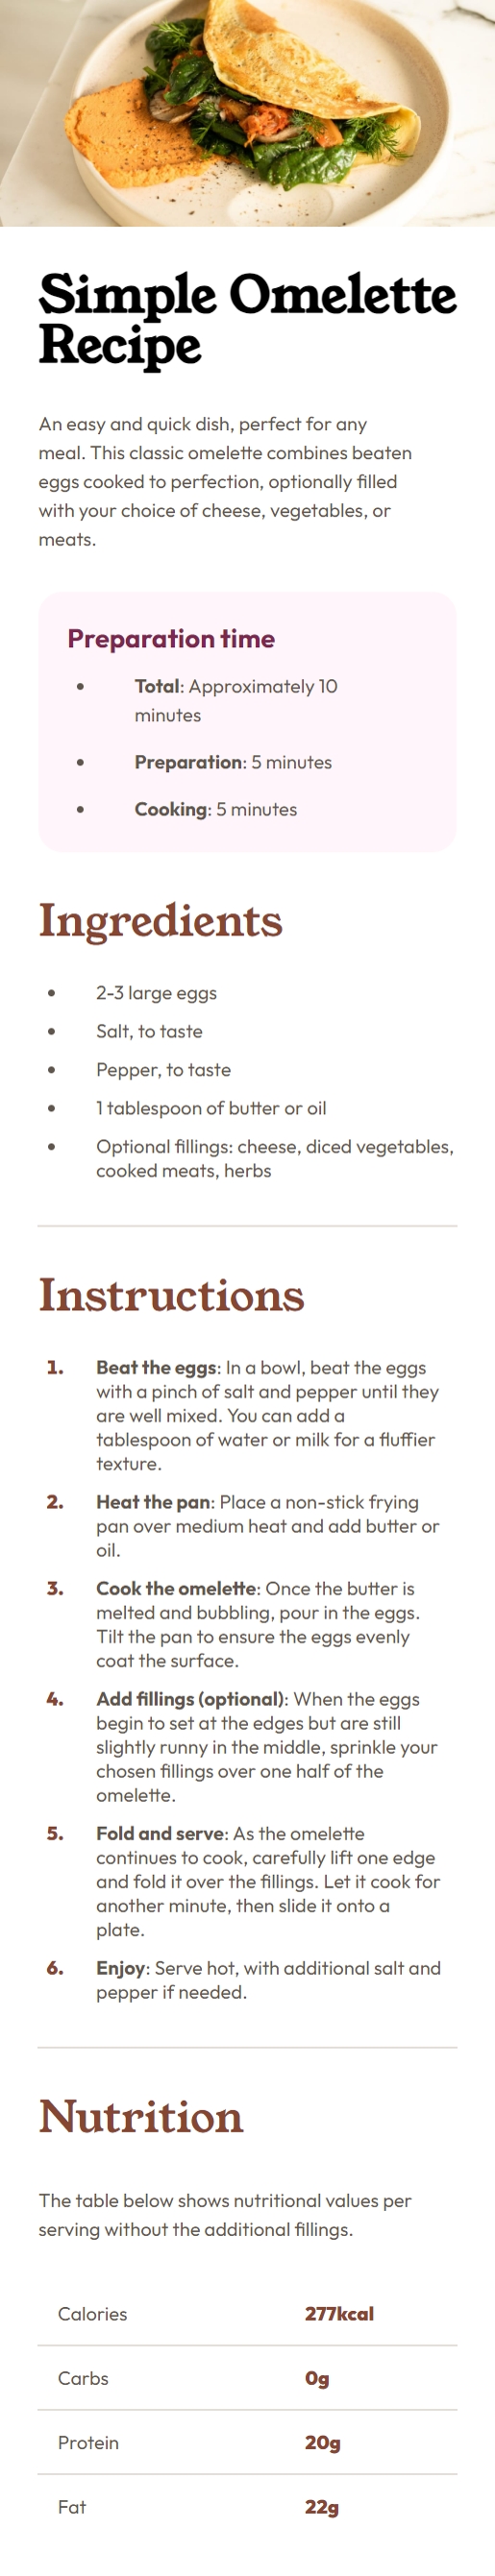 Simple Omelette
Recipe
An easy and quick dish, perfect for any
meal. This classic omelette combines beaten
eggs cooked to perfection, optionally filled
with your choice of cheese, vegetables, or
meats.
Preparation time
• Total: Approximately 10
minutes
• Preparation: 5 minutes
• Cooking: 5 minutes
Ingredients
• 2-3 large eggs
• Salt, to taste
• Pepper, to taste
• 1 tablespoon of butter or oil
• Optional fillings: cheese, diced vegetables,
cooked meats, herbs
Instructions
1. Beat the eggs: In a bowl, beat the eggs
with a pinch of salt and pepper until they
are well mixed. You can add a
tablespoon of water or milk for a fluffier
texture.
2. Heat the pan: Place a non-stick frying
pan over medium heat and add butter or
oil.
3. Cook the omelette: Once the butter is
melted and bubbling, pour in the eggs.
Tilt the pan to ensure the eggs evenly
coat the surface.
4. Add fillings (optional): When the eggs
begin to set at the edges but are still
slightly runny in the middle, sprinkle your
chosen fillings over one half of the
omelette.
5. Fold and serve: As the omelette
continues to cook, carefully lift one edge
and fold it over the fillings. Let it cook for
another minute, then slide it onto a
plate.
6. Enjoy: Serve hot, with additional salt and
pepper if needed.
Nutrition
The table below shows nutritional values per
serving without the additional fillings.
Calories 277kcal
Carbs 0g
Protein 20g
Fat 22g